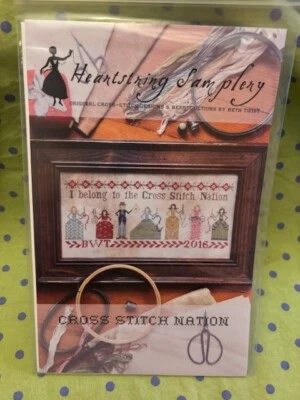 Heartstring Samplery
ORIGINAL CROSS-STITCH DESIGNS & REPRODUCTIONS BY BETH TWIST
I belong to the Cross Stitch Nation
BWT 2016
CROSS STITCH NATION